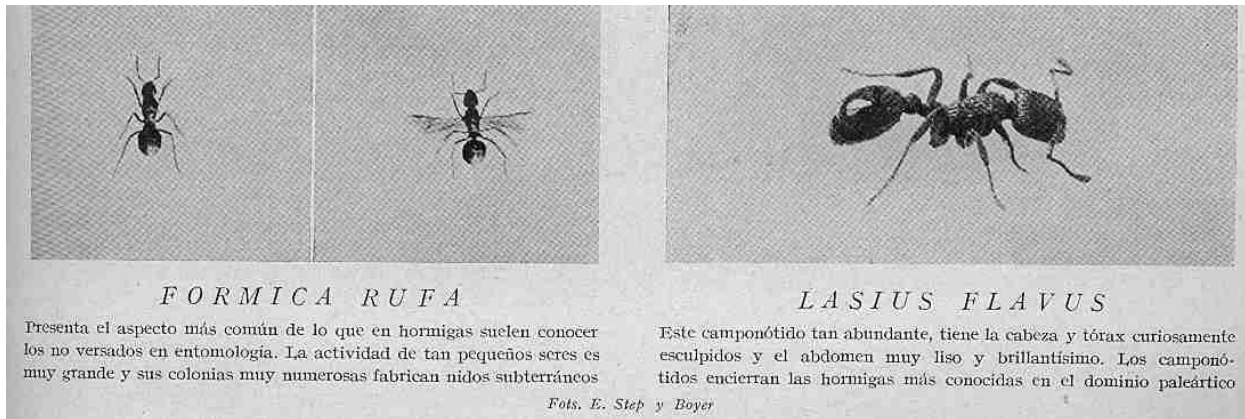 FORMICA RUFA
Presenta el aspecto más común de lo que en hormigas suelen conocer
los no versados en entomología. La actividad de tan pequeños seres es
muy grande y sus colonias muy numerosas fabrican nidos subterráneos
LASIUS FLAVUS
Este camponótido tan abundante, tiene la cabeza y tórax curiosamente
esculpidos y el abdomen muy liso y brillantísimo. Los camponó-
tidos encierran las hormigas más conocidas en el dominio paleártico
Fots. E. Step y Boyer